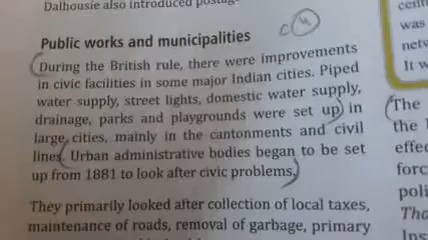 Dalhousie also introduced
Public works and municipalities
During the British rule, there were improvements
in civic facilities in some major Indian cities. Piped
water supply, street lights, domestic water supply,
drainage, parks and playgrounds were set up in
large cities, mainly in the cantonments and civil
lines. Urban administrative bodies began to be set
up from 1881 to look after civic problems.
They primarily looked after collection of local taxes,
maintenance of roads, removal of garbage, primary
was
It w
The
the
effec
forc
poli
Tha
Ins